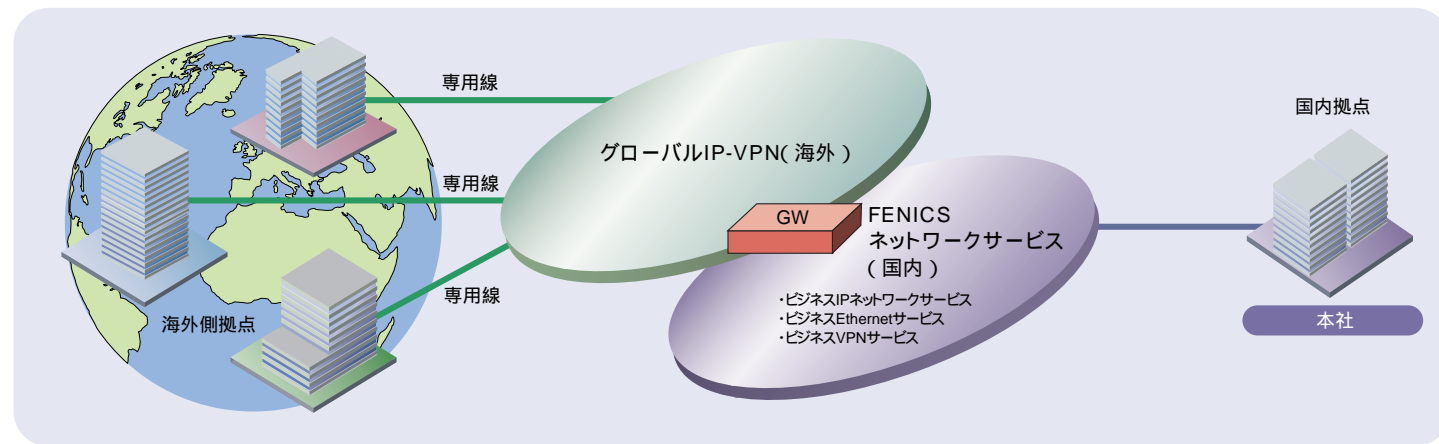 専用線
専用線
専用線
海外側拠点
グローバルIP-VPN(海外)
GW
FENICS
ネットワークサービス
(国内)
・ビジネスIPネットワークサービス
・ビジネスEthernetサービス
・ビジネスVPNサービス
国内拠点
本社